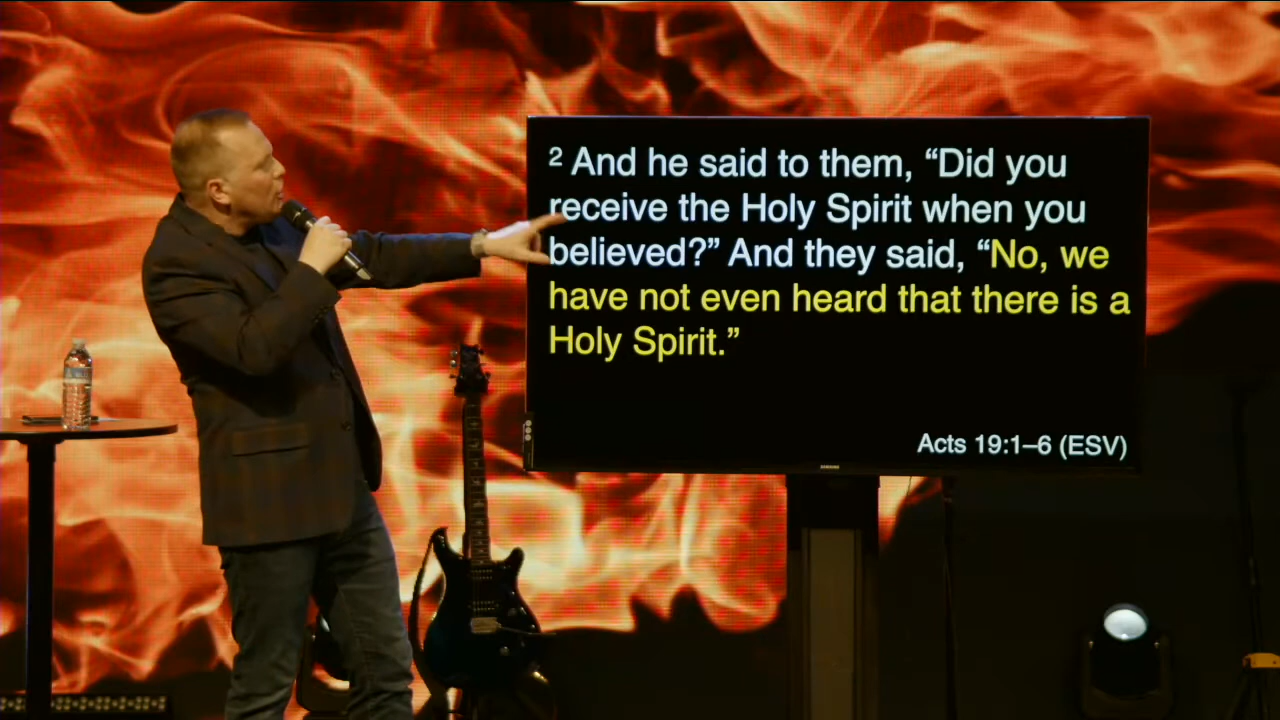 ² And he said to them, “Did you
receive the Holy Spirit when you
believed?” And they said, “No, we
have not even heard that there is a
Holy Spirit.”
Acts 19:1–6 (ESV)
SAMSUNG